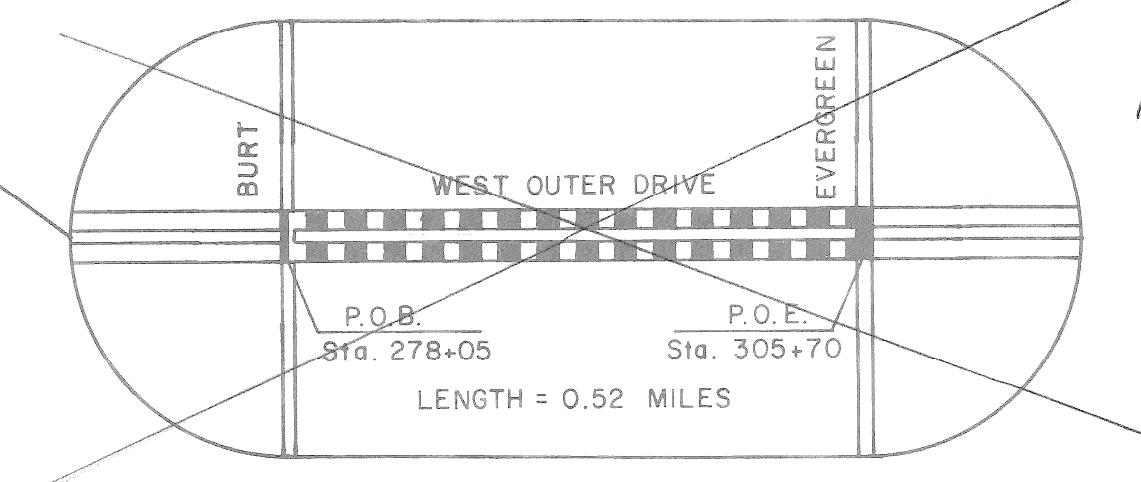 BURT
EVERGREEN
WEST OUTER DRIVE
P.O.B.
Sta. 278+05
P.O.E.
Sta. 305+70
LENGTH = 0.52 MILES